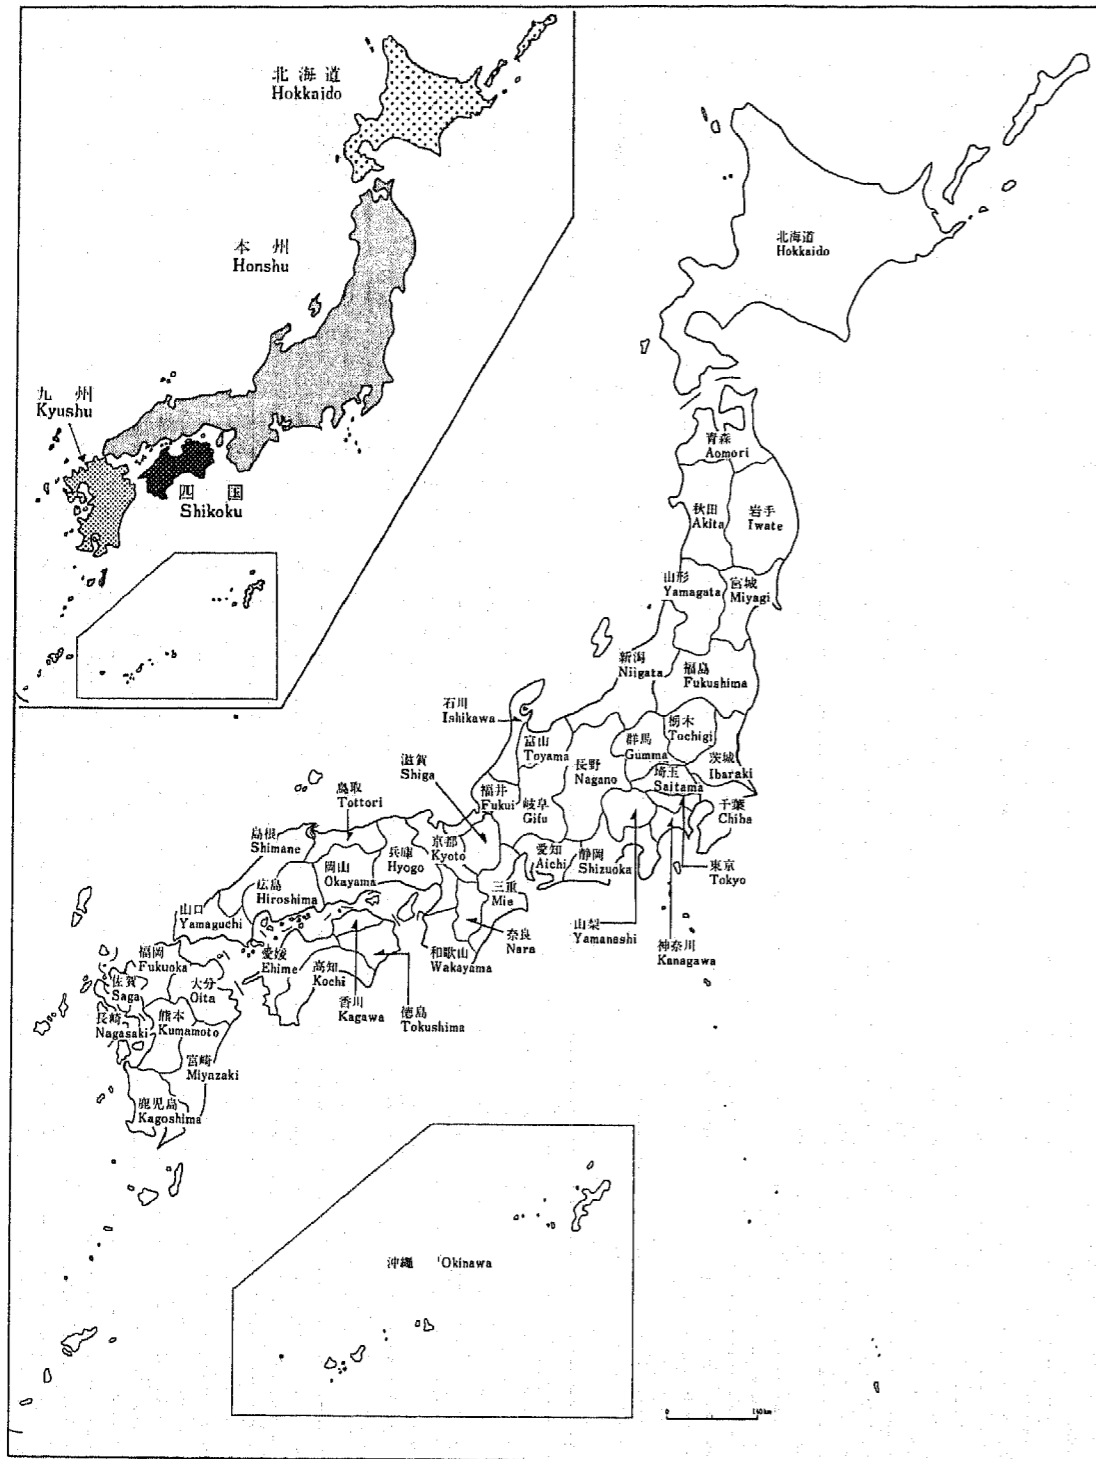 北海道
Hokkaido
本州
Honshu
九州
Kyushu
四国
Shikoku
北海道
Hokkaido
青森
Aomori
秋田
Akita
岩手
Iwate
山形
Yamagata
宮城
Miyagi
新潟
Niigata
福島
Fukushima
石川
Ishikawa
富山
Toyama
群馬
Gumma
栃木
Tochigi
茨城
Ibaraki
長野
Nagano
埼玉
Saitama
滋賀
Shiga
福井
Fukui
岐阜
Gifu
千葉
Chiba
鳥取
Tottori
島根
Shimane
京都
Kyoto
兵庫
Hyogo
岡山
Okayama
愛知
Aichi
静岡
Shizuoka
東京
Tokyo
広島
Hiroshima
三重
Mie
山口
Yamaguchi
奈良
Nara
山梨
Yamanashi
神奈川
Kanagawa
和歌山
Wakayama
福岡
Fukuoka
愛媛
Ehime
高知
Kochi
佐賀
Saga
大分
Oita
香川
Kagawa
徳島
Tokushima
長崎
Nagasaki
熊本
Kumamoto
宮崎
Miyazaki
鹿児島
Kagoshima
沖縄 Okinawa
0